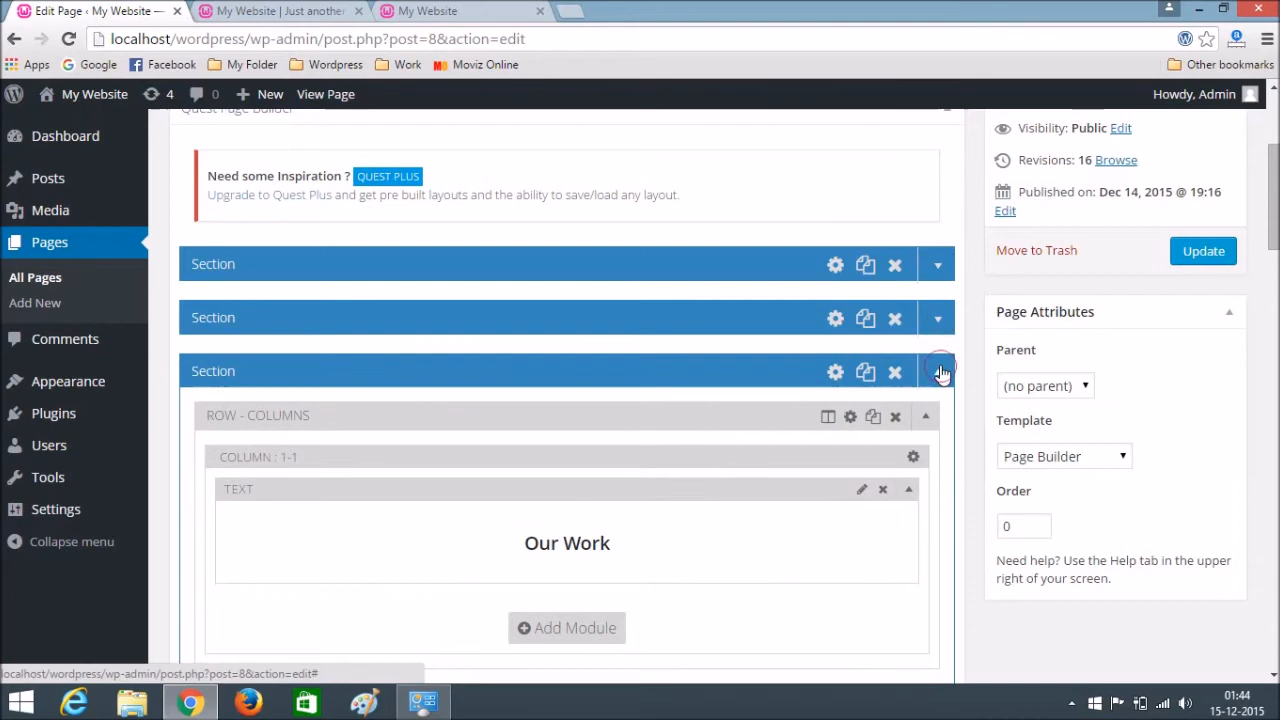 Edit Page ‹ My Website —
My Website | Just anothe
My Website
localhost/wordpress/wp-admin/post.php?post=8&action=edit
Apps
Google
Facebook
My Folder
Wordpress
Work
Moviz Online
Other bookmarks
My Website
4
0
New
View Page
Howdy, Admin
Quest Page Builder
Dashboard
Posts
Media
Pages
All Pages
Add New
Comments
Appearance
Plugins
Users
Tools
Settings
Collapse menu
Need some Inspiration ? QUEST PLUS
Upgrade to Quest Plus and get pre built layouts and the ability to save/load any layout.
Section
Section
Section
ROW - COLUMNS
COLUMN : 1-1
TEXT
Our Work
Add Module
Visibility: Public Edit
Revisions: 16 Browse
Published on: Dec 14, 2015 @ 19:16
Edit
Move to Trash
Update
Page Attributes
Parent
(no parent)
Template
Page Builder
Order
0
Need help? Use the Help tab in the upper
right of your screen.
localhost/wordpress/wp-admin/post.php?post=8&action=edit#
01:44
15-12-2015